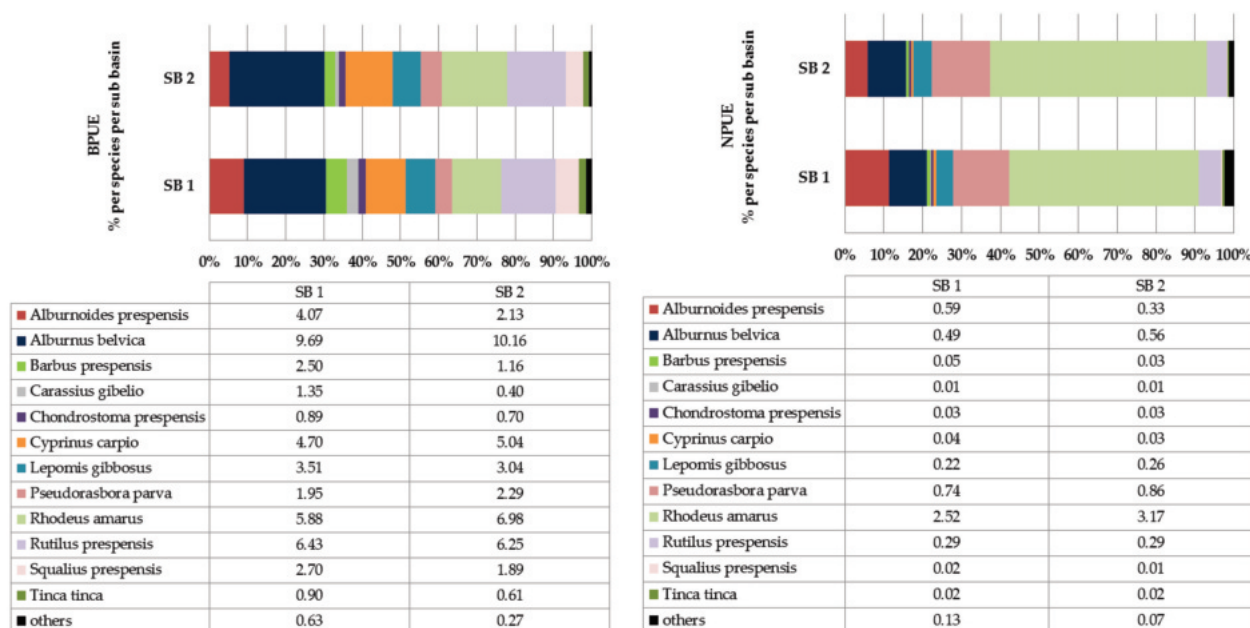 BPUE
% per species per sub basin
SB 2
SB 1
0% 10% 20% 30% 40% 50% 60% 70% 80% 90% 100%
SB 1 SB 2
Alburnoides prespensis 4.07 2.13
Alburnus belvica 9.69 10.16
Barbus prespensis 2.50 1.16
Carassius gibelio 1.35 0.40
Chondrostoma prespensis 0.89 0.70
Cyprinus carpio 4.70 5.04
Lepomis gibbosus 3.51 3.04
Pseudorasbora parva 1.95 2.29
Rhodeus amarus 5.88 6.98
Rutilus prespensis 6.43 6.25
Squalius prespensis 2.70 1.89
Tinca tinca 0.90 0.61
others 0.63 0.27
NPUE
% per species per sub basin
SB 2
SB 1
0% 10% 20% 30% 40% 50% 60% 70% 80% 90% 100%
SB 1 SB 2
Alburnoides prespensis 0.59 0.33
Alburnus belvica 0.49 0.56
Barbus prespensis 0.05 0.03
Carassius gibelio 0.01 0.01
Chondrostoma prespensis 0.03 0.03
Cyprinus carpio 0.04 0.03
Lepomis gibbosus 0.22 0.26
Pseudorasbora parva 0.74 0.86
Rhodeus amarus 2.52 3.17
Rutilus prespensis 0.29 0.29
Squalius prespensis 0.02 0.01
Tinca tinca 0.02 0.02
others 0.13 0.07